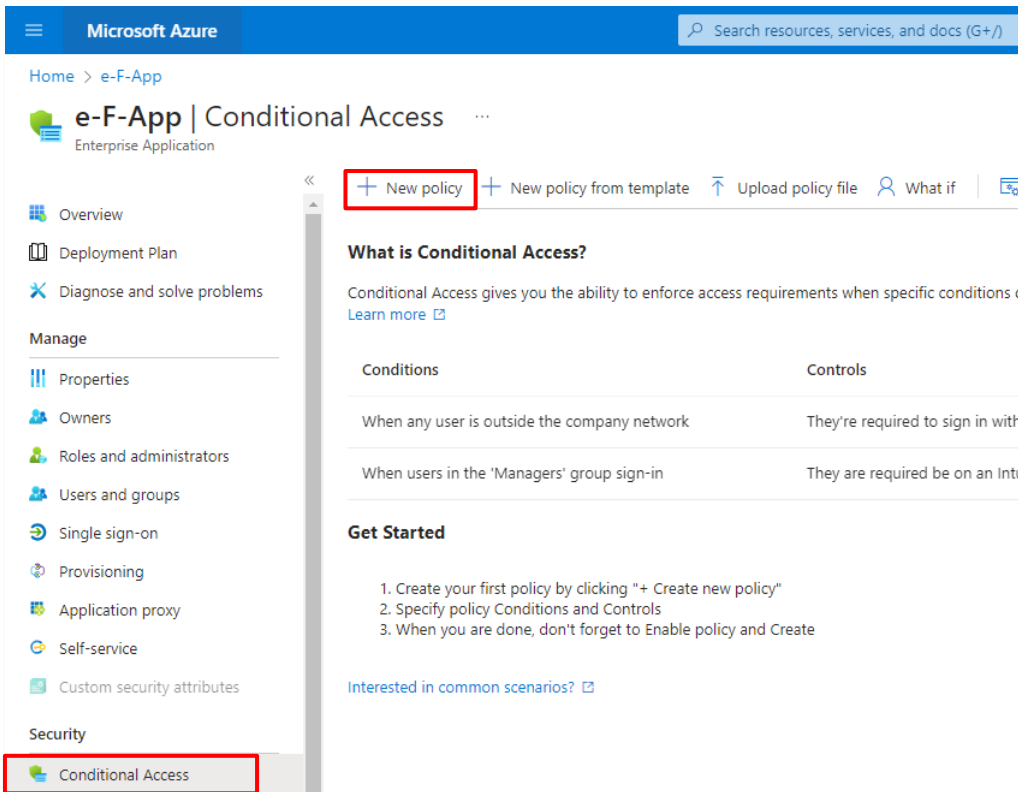 Microsoft Azure
Search resources, services, and docs (G+/)
Home > e-F-App
e-F-App | Conditional Access ...
Enterprise Application
«
Overview
Deployment Plan
Diagnose and solve problems
Manage
Properties
Owners
Roles and administrators
Users and groups
Single sign-on
Provisioning
Application proxy
Self-service
Custom security attributes
Security
Conditional Access
+ New policy + New policy from template Upload policy file What if
What is Conditional Access?
Conditional Access gives you the ability to enforce access requirements when specific conditions
Learn more
Conditions Controls
When any user is outside the company network They're required to sign in with
When users in the 'Managers' group sign-in They are required be on an Int
Get Started
1. Create your first policy by clicking "+ Create new policy"
2. Specify policy Conditions and Controls
3. When you are done, don't forget to Enable policy and Create
Interested in common scenarios?